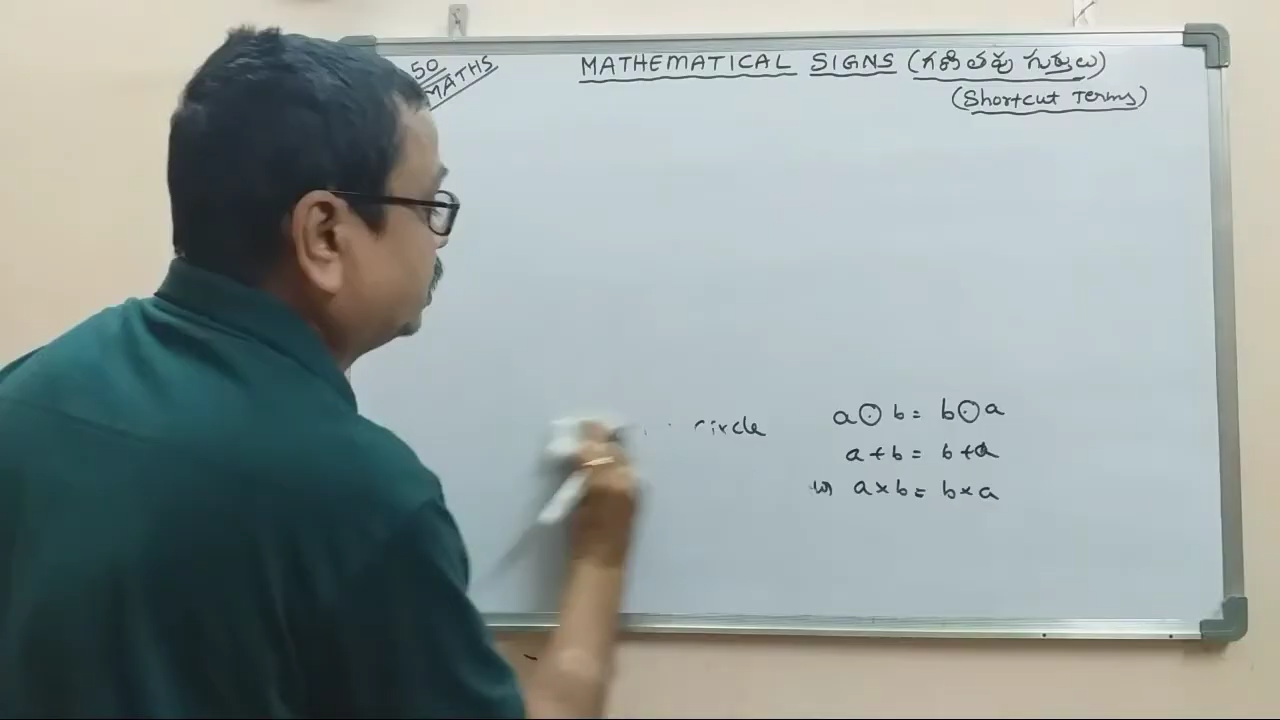 50
MATHS
MATHEMATICAL SIGNS (గణితపు గుర్తులు)
(Shortcut Terms)
circle
a⊙b = b⊙a
a+b = b+a
a×b = b×a